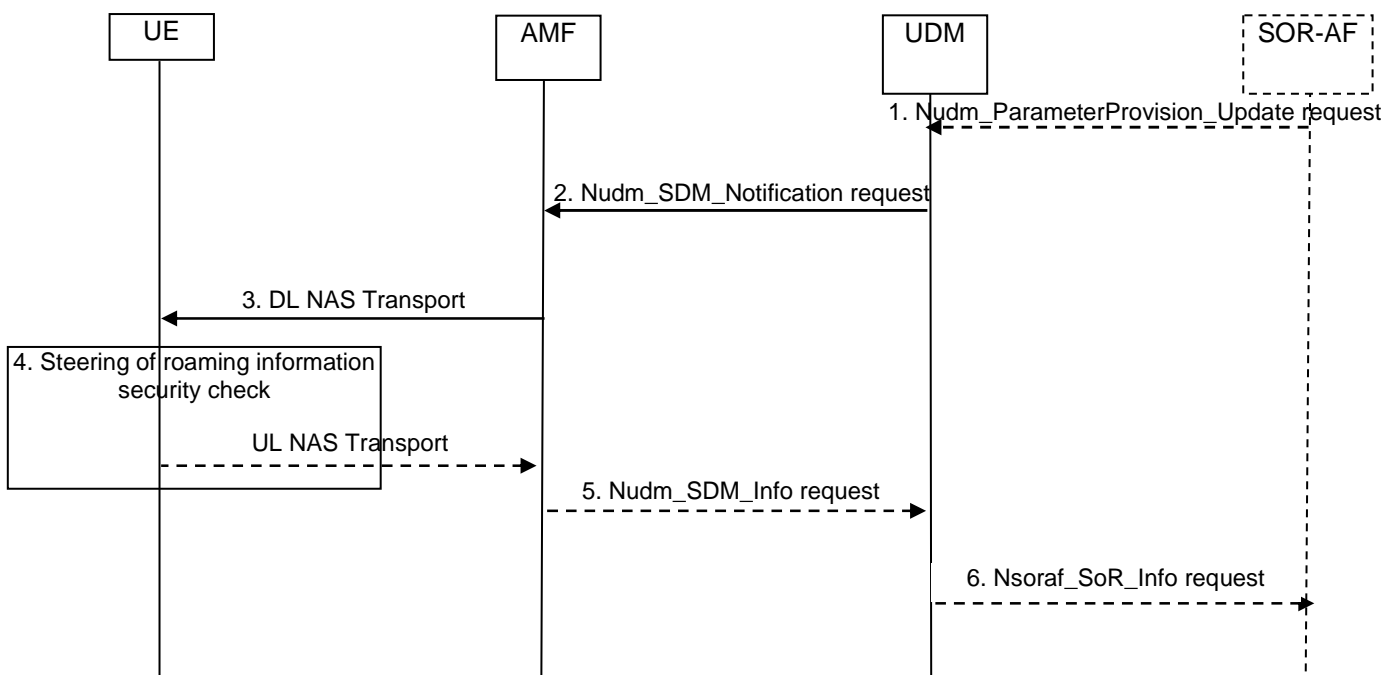 UE
AMF
UDM
SOR-AF
1. Nudm_ParameterProvision_Update request
2. Nudm_SDM_Notification request
3. DL NAS Transport
4. Steering of roaming information
security check
UL NAS Transport
5. Nudm_SDM_Info request
6. Nsoraf_SoR_Info request